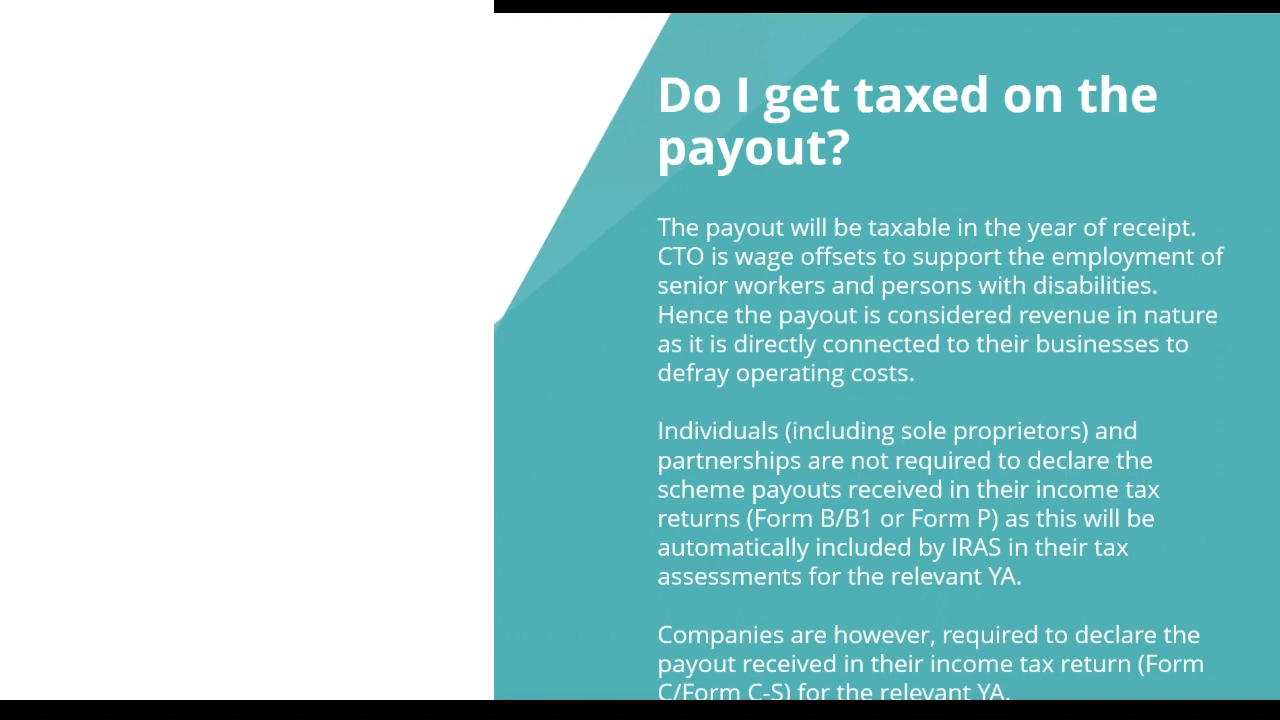 Do I get taxed on the
payout?
The payout will be taxable in the year of receipt.
CTO is wage offsets to support the employment of
senior workers and persons with disabilities.
Hence the payout is considered revenue in nature
as it is directly connected to their businesses to
defray operating costs.
Individuals (including sole proprietors) and
partnerships are not required to declare the
scheme payouts received in their income tax
returns (Form B/B1 or Form P) as this will be
automatically included by IRAS in their tax
assessments for the relevant YA.
Companies are however, required to declare the
payout received in their income tax return (Form
C/Form C-S) for the relevant YA.